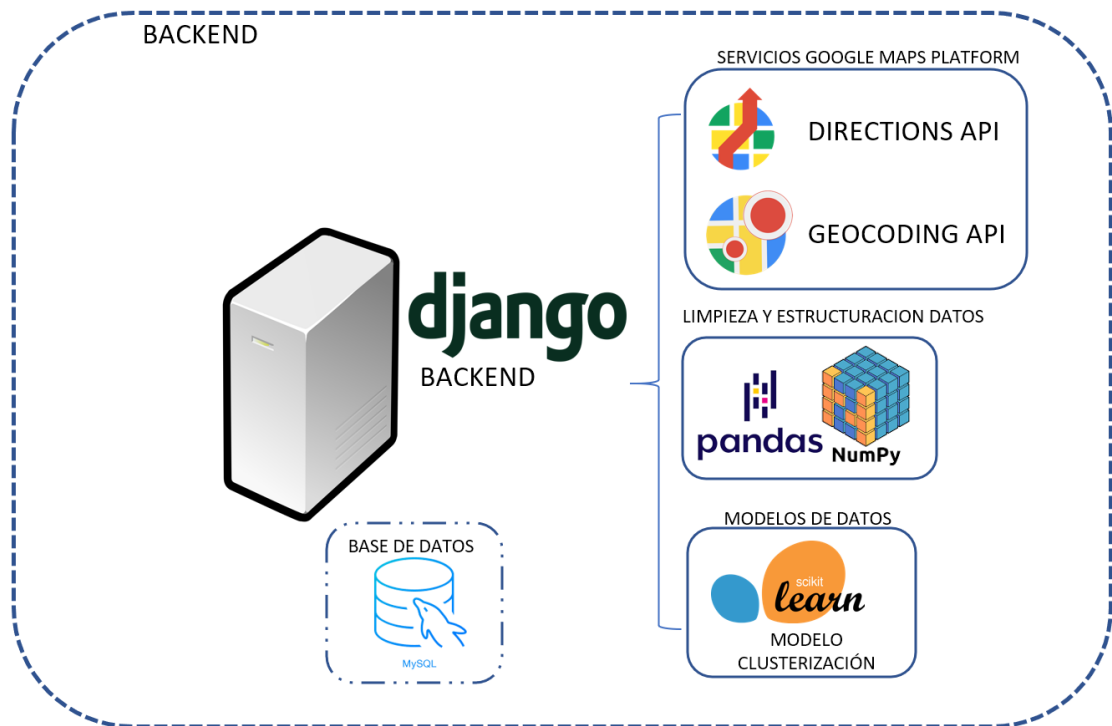 BACKEND
SERVICIOS GOOGLE MAPS PLATFORM
DIRECTIONS API
GEOCODING API
django
BACKEND
LIMPIEZA Y ESTRUCTURACION DATOS
pandas
NumPy
BASE DE DATOS
MySQL
MODELOS DE DATOS
scikit
learn
MODELO
CLUSTERIZACIÓN